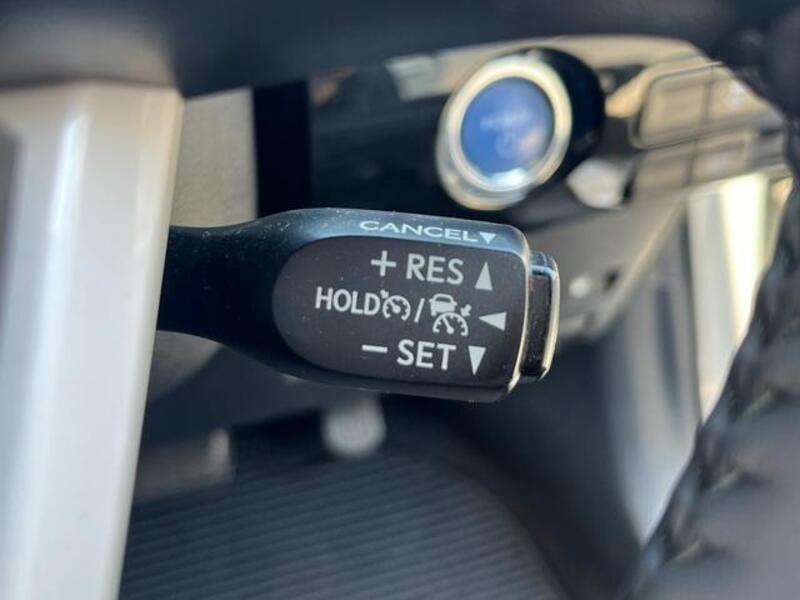 CANCEL▼
+ RES ▲
HOLD / ◀
− SET ▼